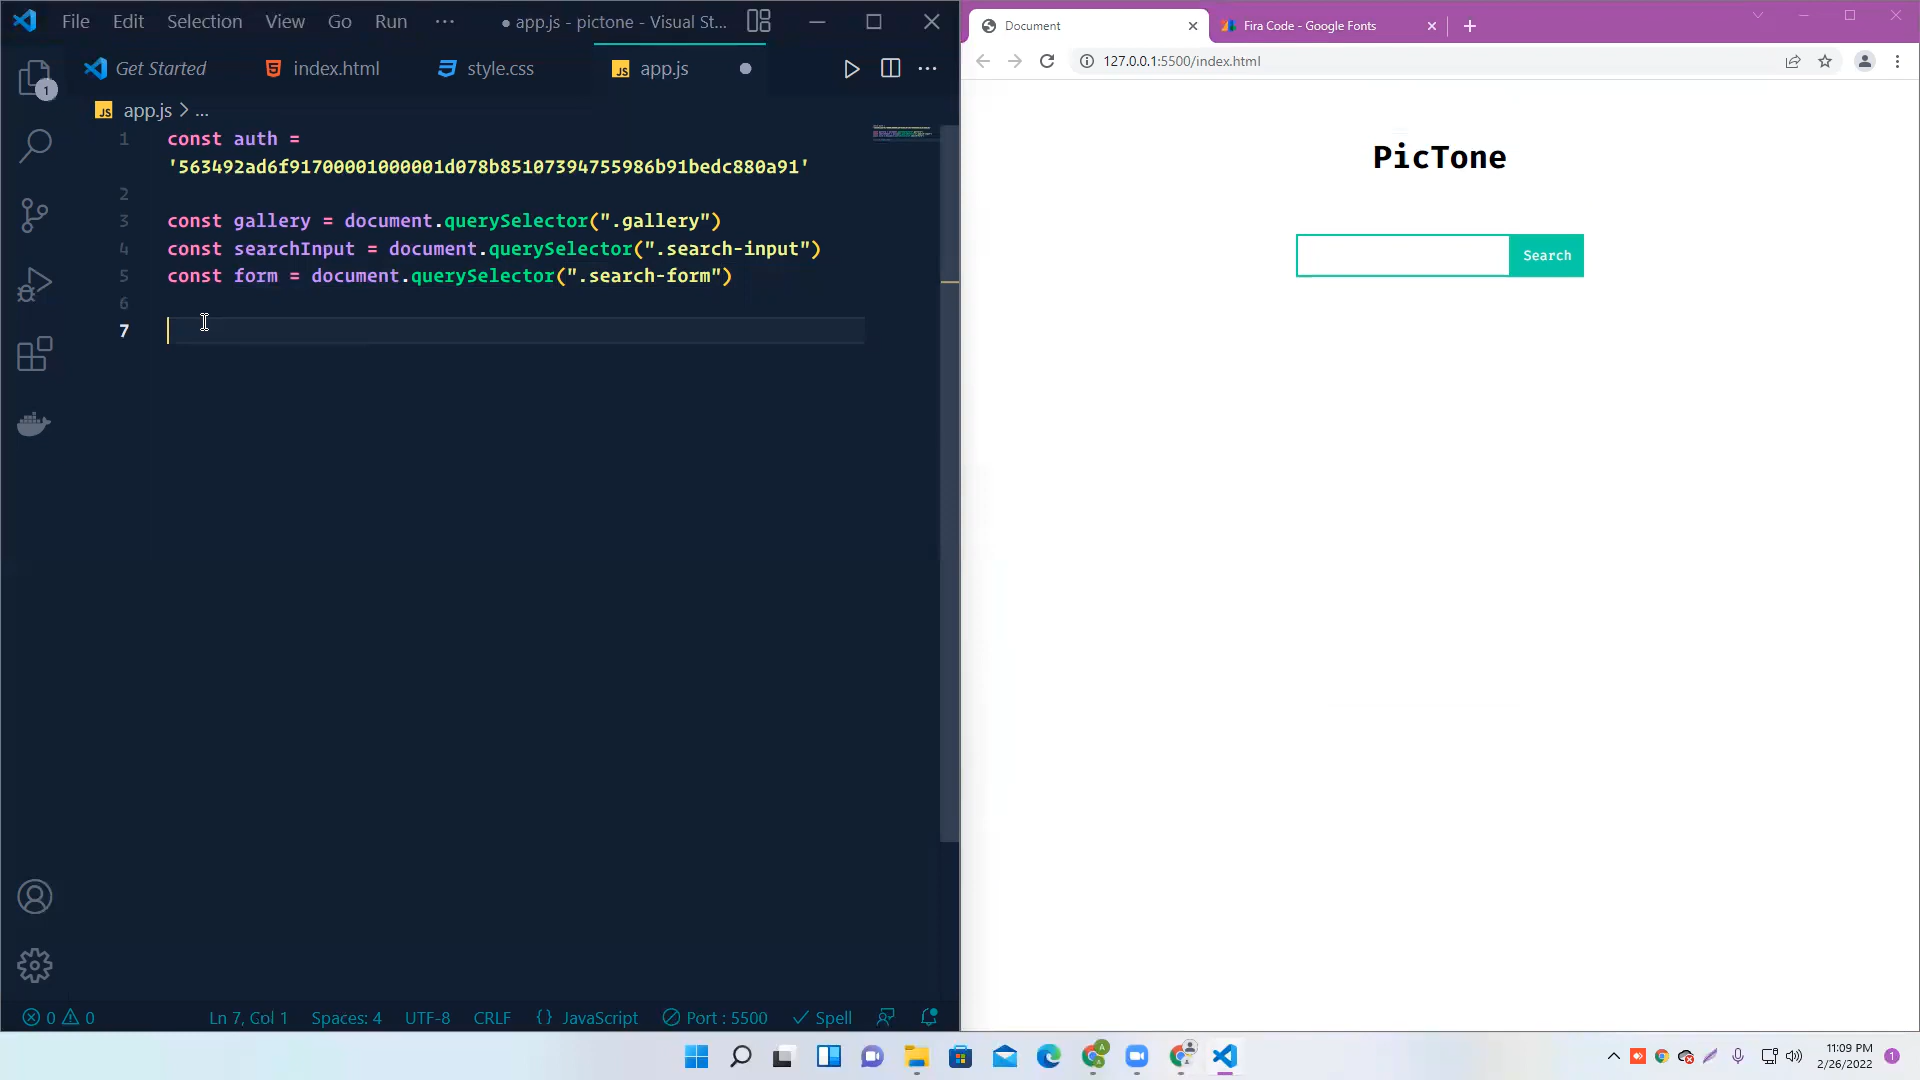 File Edit Selection View Go Run ··· ● app.js - pictone - Visual St...
Get Started index.html style.css JS app.js ●
1
JS app.js > ...
1 const auth =
'563492ad6f91700001000001d078b85107394755986b91bedc880a91'
2
3 const gallery = document.querySelector(".gallery")
4 const searchInput = document.querySelector(".search-input")
5 const form = document.querySelector(".search-form")
6
7
0 0 Ln 7, Col 1 Spaces: 4 UTF-8 CRLF {} JavaScript Port : 5500 Spell
Document Fira Code - Google Fonts
127.0.0.1:5500/index.html
PicTone
Search
A
11:09 PM
2/26/2022
1